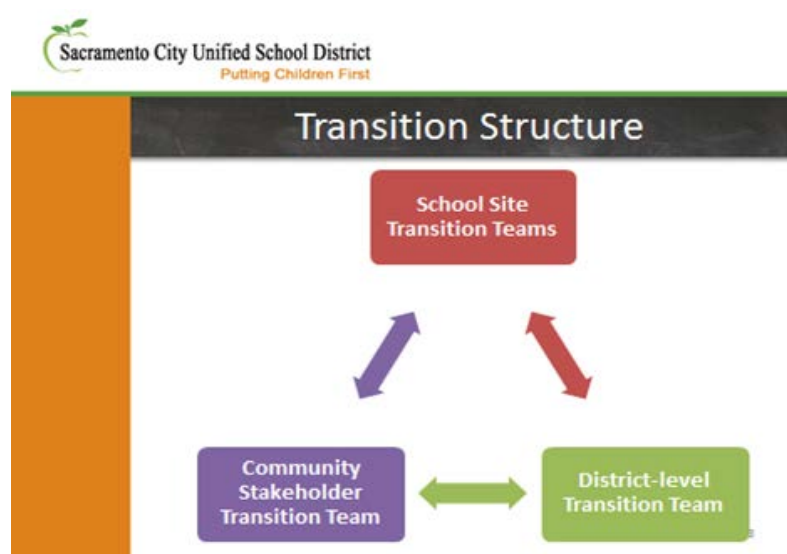 Sacramento City Unified School District
Putting Children First
Transition Structure
School Site
Transition Teams
Community
Stakeholder
Transition Team
District-level
Transition Team